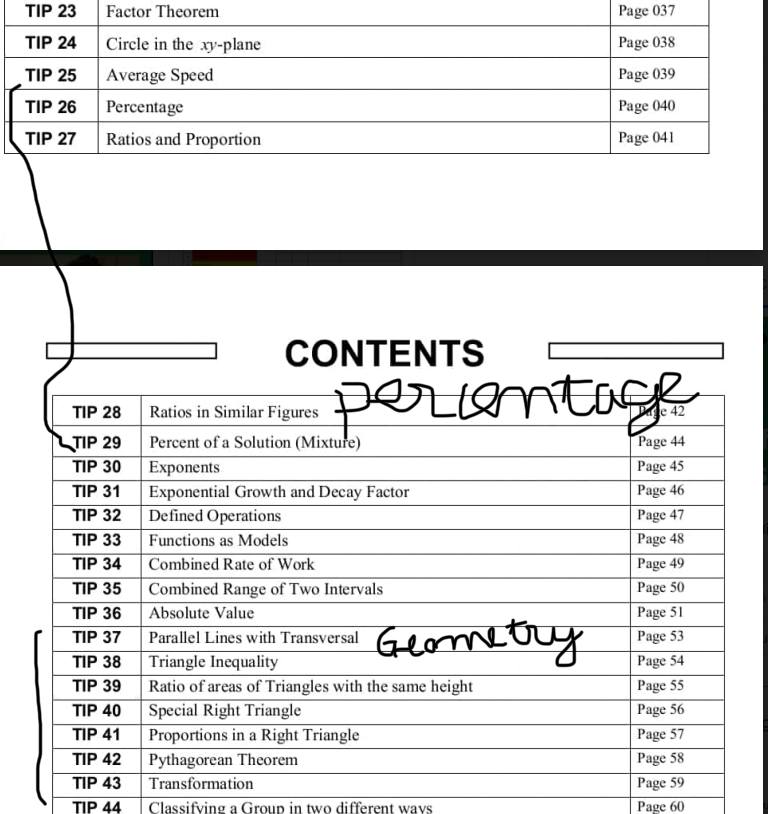 TIP 23 Factor Theorem Page 037
TIP 24 Circle in the xy-plane Page 038
TIP 25 Average Speed Page 039
TIP 26 Percentage Page 040
TIP 27 Ratios and Proportion Page 041
CONTENTS
percentage
TIP 28 Ratios in Similar Figures Page 42
TIP 29 Percent of a Solution (Mixture) Page 44
TIP 30 Exponents Page 45
TIP 31 Exponential Growth and Decay Factor Page 46
TIP 32 Defined Operations Page 47
TIP 33 Functions as Models Page 48
TIP 34 Combined Rate of Work Page 49
TIP 35 Combined Range of Two Intervals Page 50
TIP 36 Absolute Value Page 51
TIP 37 Parallel Lines with Transversal Geometry Page 53
TIP 38 Triangle Inequality Page 54
TIP 39 Ratio of areas of Triangles with the same height Page 55
TIP 40 Special Right Triangle Page 56
TIP 41 Proportions in a Right Triangle Page 57
TIP 42 Pythagorean Theorem Page 58
TIP 43 Transformation Page 59
TIP 44 Classifying a Group in two different ways Page 60